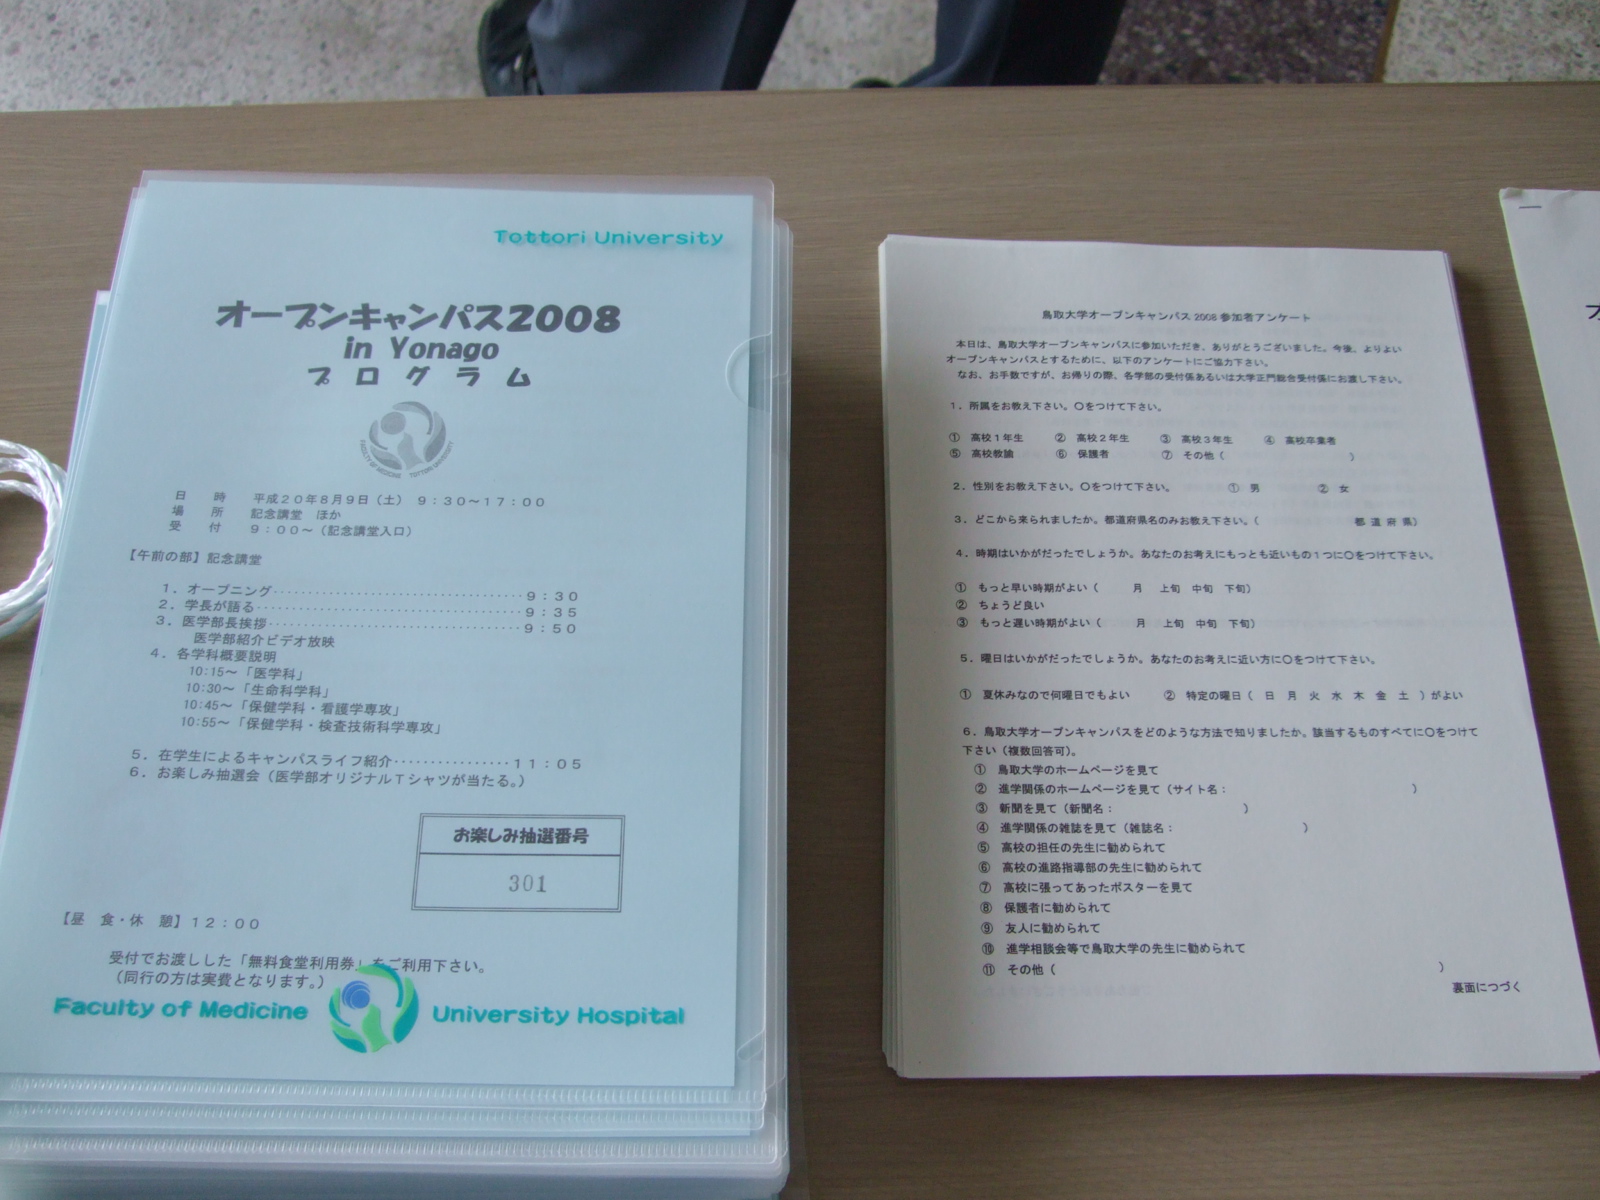 Tottori University
オープンキャンパス2008
in Yonago
プログラム
FACULTY OF MEDICINE TOTTORI UNIVERSITY
日 時 平成20年8月9日（土） 9：30～17：00
場 所 記念講堂 ほか
受 付 9：00～（記念講堂入口）
【午前の部】記念講堂
1．オープニング‥‥‥‥‥‥‥‥‥‥‥‥‥9：30
2．学長が語る‥‥‥‥‥‥‥‥‥‥‥‥‥‥9：35
3．医学部長挨拶‥‥‥‥‥‥‥‥‥‥‥‥‥9：50
医学部紹介ビデオ放映
4．各学科概要説明
10:15～「医学科」
10:30～「生命科学科」
10:45～「保健学科・看護学専攻」
10:55～「保健学科・検査技術科学専攻」
5．在学生によるキャンパスライフ紹介‥‥‥‥‥‥11：05
6．お楽しみ抽選会（医学部オリジナルTシャツが当たる。）
お楽しみ抽選番号
301
【昼 食・休 憩】12：00
受付でお渡しした「無料食堂利用券」をご利用下さい。
（同行の方は実費となります。）
Faculty of Medicine University Hospital
鳥取大学オープンキャンパス2008参加者アンケート
本日は、鳥取大学オープンキャンパスに参加いただき、ありがとうございました。今後、よりよい
オープンキャンパスとするために、以下のアンケートにご協力下さい。
なお、お手数ですが、お帰りの際、各学部の受付係あるいは大学正門総合受付係にお渡し下さい。
1．所属をお教え下さい。○をつけて下さい。
① 高校1年生 ② 高校2年生 ③ 高校3年生 ④ 高校卒業者
⑤ 高校教諭 ⑥ 保護者 ⑦ その他（ ）
2．性別をお教え下さい。○をつけて下さい。 ① 男 ② 女
3．どこから来られましたか。都道府県名のみお教え下さい。（ 都 道 府 県）
4．時期はいかがだったでしょうか。あなたのお考えにもっとも近いもの1つに○をつけて下さい。
① もっと早い時期がよい（ 月 上旬 中旬 下旬）
② ちょうど良い
③ もっと遅い時期がよい（ 月 上旬 中旬 下旬）
5．曜日はいかがだったでしょうか。あなたのお考えに近い方に○をつけて下さい。
① 夏休みなので何曜日でもよい ② 特定の曜日（ 日 月 火 水 木 金 土 ）がよい
6．鳥取大学オープンキャンパスをどのような方法で知りましたか。該当するものすべてに○をつけて
下さい（複数回答可）。
① 鳥取大学のホームページを見て
② 進学関係のホームページを見て（サイト名： ）
③ 新聞を見て（新聞名： ）
④ 進学関係の雑誌を見て（雑誌名： ）
⑤ 高校の担任の先生に勧められて
⑥ 高校の進路指導部の先生に勧められて
⑦ 高校に張ってあったポスターを見て
⑧ 保護者に勧められて
⑨ 友人に勧められて
⑩ 進学相談会等で鳥取大学の先生に勧められて
⑪ その他（ ）
裏面につづく